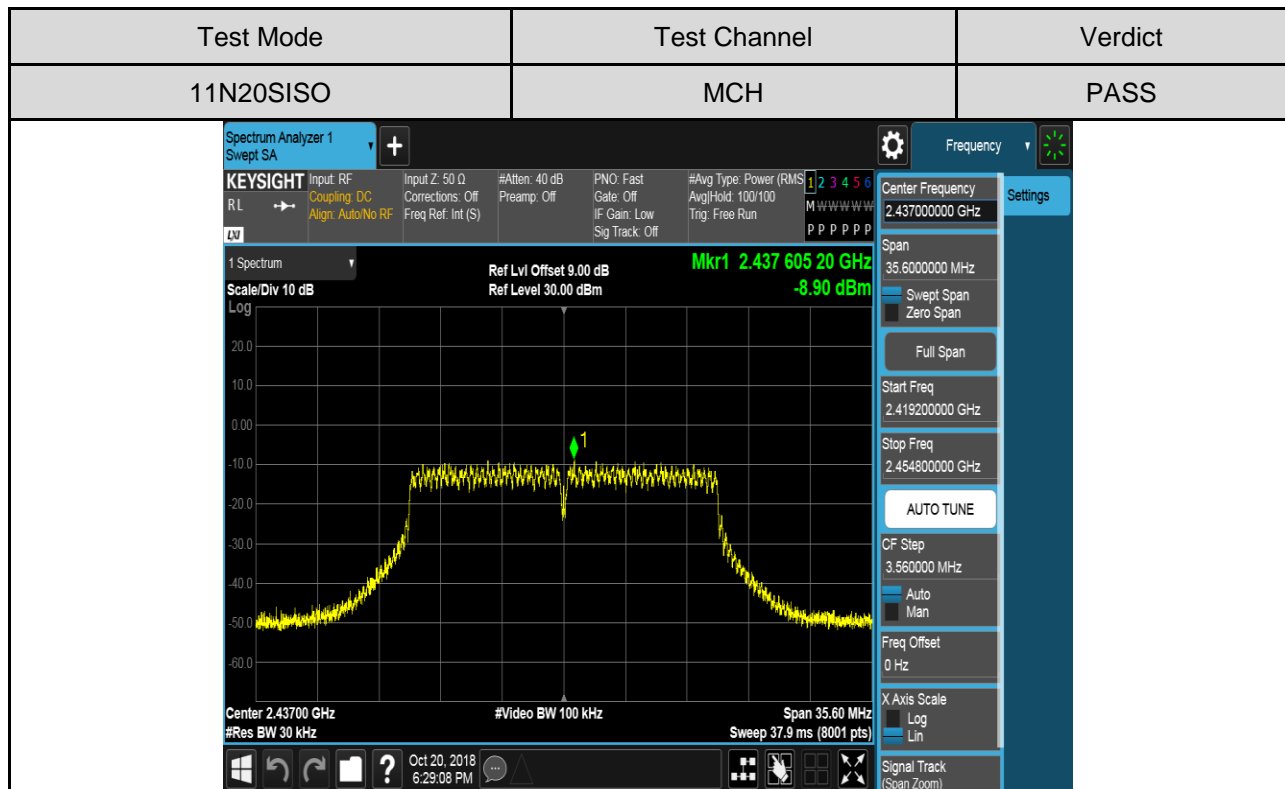 Test Mode Test Channel Verdict
11N20SISO MCH PASS
Spectrum Analyzer 1
Swept SA
+
Frequency
KEYSIGHT
RL
LXI
Input: RF
Coupling: DC
Align: Auto/No RF
Input Z: 50 Ω
Corrections: Off
Freq Ref: Int (S)
#Atten: 40 dB
Preamp: Off
PNO: Fast
Gate: Off
IF Gain: Low
Sig Track: Off
#Avg Type: Power (RMS
Avg|Hold: 100/100
Trig: Free Run
1 2 3 4 5 6
M W W W W W
P P P P P P
1 Spectrum
Scale/Div 10 dB
Ref Lvl Offset 9.00 dB
Ref Level 30.00 dBm
Mkr1 2.437 605 20 GHz
-8.90 dBm
Log
20.0
10.0
0.00
1
-10.0
-20.0
-30.0
-40.0
-50.0
-60.0
Center 2.43700 GHz #Video BW 100 kHz Span 35.60 MHz
#Res BW 30 kHz Sweep 37.9 ms (8001 pts)
?
Oct 20, 2018
6:29:08 PM
Center Frequency
2.437000000 GHz
Settings
Span
35.6000000 MHz
Swept Span
Zero Span
Full Span
Start Freq
2.419200000 GHz
Stop Freq
2.454800000 GHz
AUTO TUNE
CF Step
3.560000 MHz
Auto
Man
Freq Offset
0 Hz
X Axis Scale
Log
Lin
Signal Track
(Span Zoom)